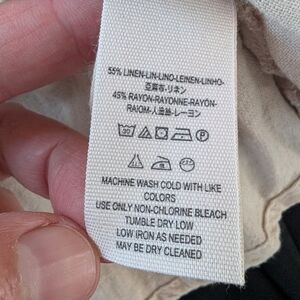 55% LINEN-LIN-LINO-LEINEN-LINHO-
亞麻布-リネン
45% RAYON-RAYONNE-RAYON-
RAIOM-人造絲-レーヨン
MACHINE WASH COLD WITH LIKE
COLORS
USE ONLY NON-CHLORINE BLEACH
TUMBLE DRY LOW
LOW IRON AS NEEDED
MAY BE DRY CLEANED